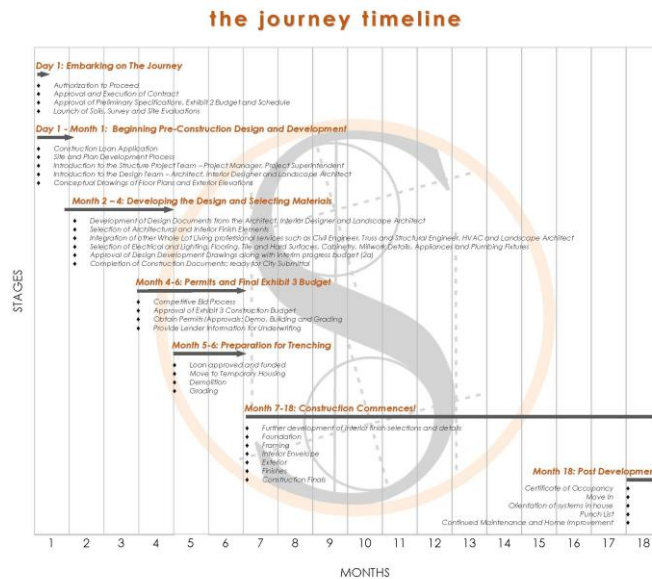 the journey timeline
Day 1: Embarking on The Journey
Authorization to Proceed
Approval and Execution of Contract
Approval of Preliminary Specifications, Exhibit 2 Budget and Schedule
Launch of Soils, Survey and Site Evaluations
Day 1 - Month 1: Beginning Pre-Construction Design and Development
Construction Loan Application
Site and Plan Development Process
Introduction to the Structure Project Team – Project Manager, Project Superintendent
Introduction to the Design Team – Architect, Interior Designer and Landscape Architect
Conceptual Drawings of Floor Plans and Exterior Elevations
Month 2 – 4: Developing the Design and Selecting Materials
Development of Design Documents from the Architect, Interior Designer and Landscape Architect
Selection of Architectural and Interior Finish Elements
Integration of other Whole Lot Living professional services such as Civil Engineer, Truss and Structural Engineer, HVAC and Landscape Architect
Selection of Electrical and Lighting, Flooring, Tile and Hard Surfaces, Cabinetry, Millwork Details, Appliances and Plumbing Fixtures
Approval of Design Development Drawings along with interim progress budget (2a)
Completion of Construction Documents; ready for City Submittal
Month 4-6: Permits and Final Exhibit 3 Budget
Competitive Bid Process
Approval of Exhibit 3 Construction Budget
Obtain Permits/Approvals: Demo, Building and Grading
Provide Lender Information for Underwriting
Month 5-6: Preparation for Trenching
Loan approved and funded
Move to Temporary Housing
Demolition
Grading
Month 7-18: Construction Commences!
Further development of interior finish selections and details
Foundation
Framing
Interior Envelope
Exterior
Finishes
Construction Finals
Month 18: Post Developmen
Certificate of Occupancy
Move In
Orientation of systems in house
Punch List
Continued Maintenance and Home Improvement
STAGES
1 2 3 4 5 6 7 8 9 10 11 12 13 14 15 16 17 18
MONTHS
S